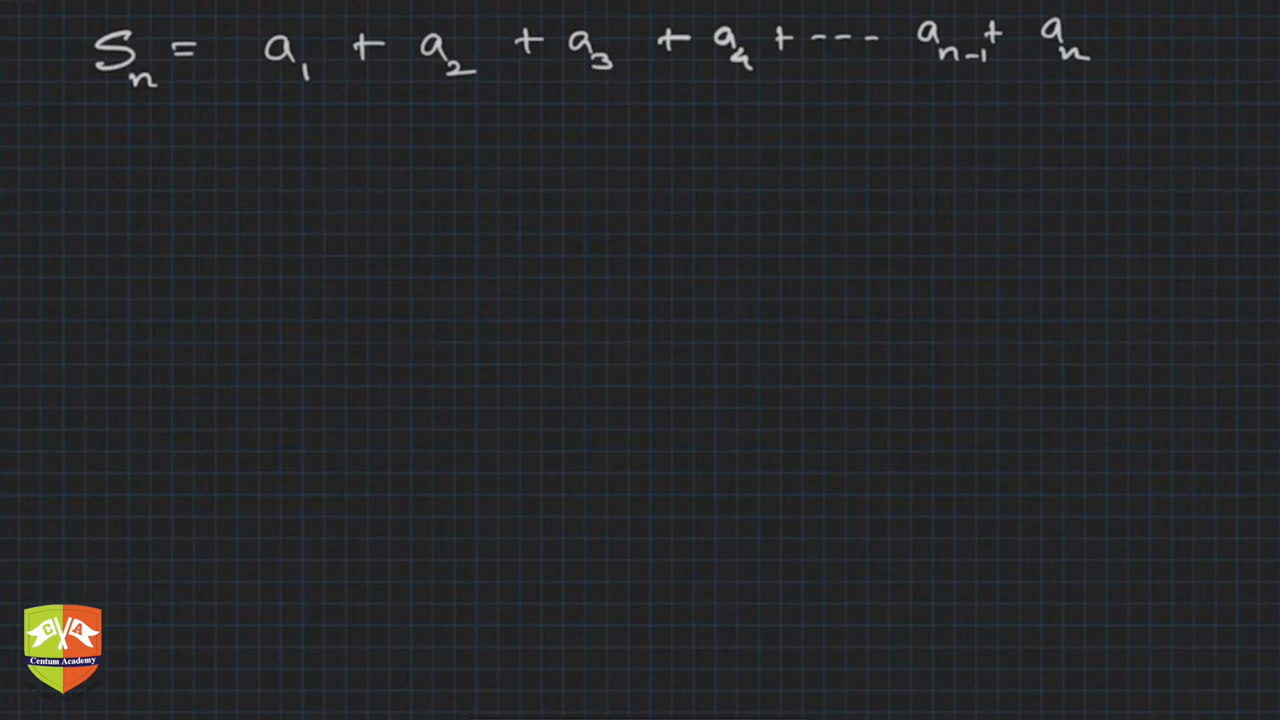 Sₙ = a₁ + a₂ + a₃ + a₄ + ---- aₙ₋₁ + aₙ
C A
Centum Academy